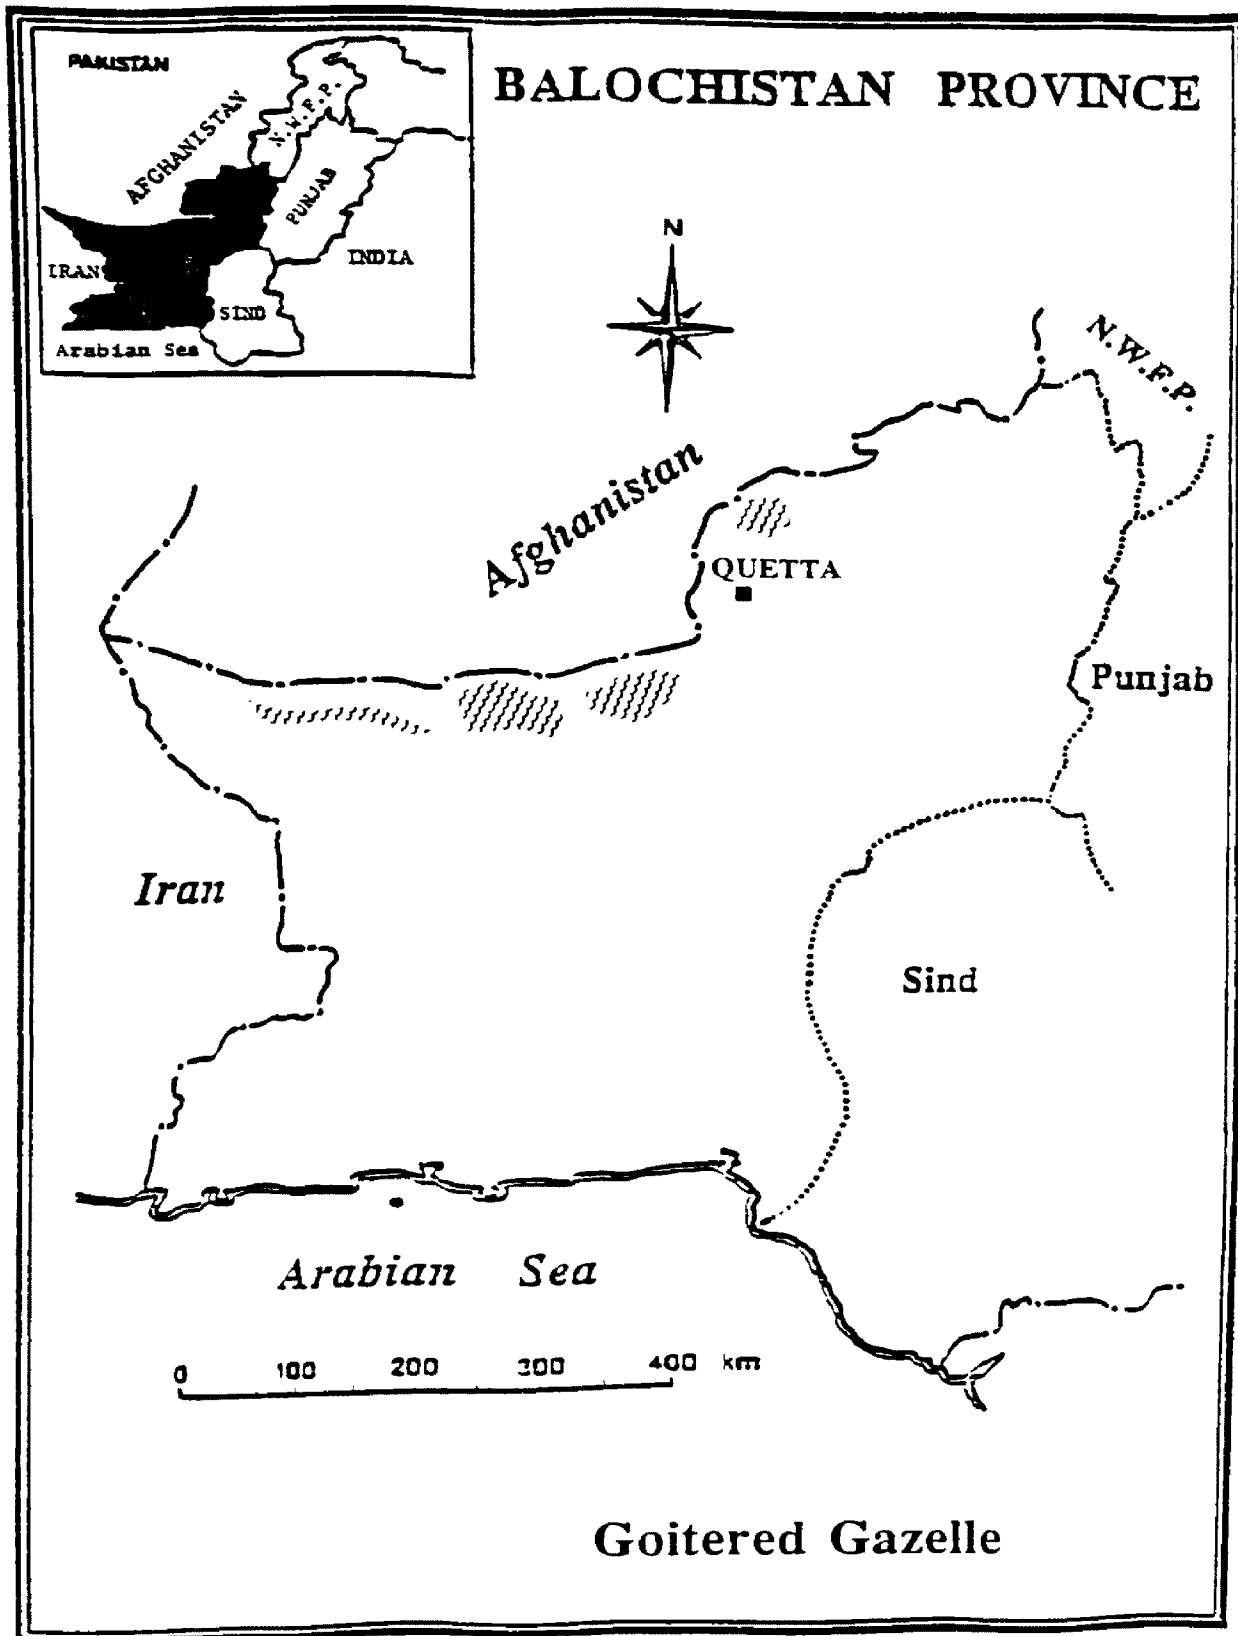 PAKISTAN
AFGHANISTAN
N.W.F.P.
PUNJAB
IRAN
INDIA
SIND
Arabian Sea
BALOCHISTAN PROVINCE
N
N.W.F.P.
Afghanistan
QUETTA
Punjab
Iran
Sind
Arabian Sea
0 100 200 300 400 km
Goitered Gazelle